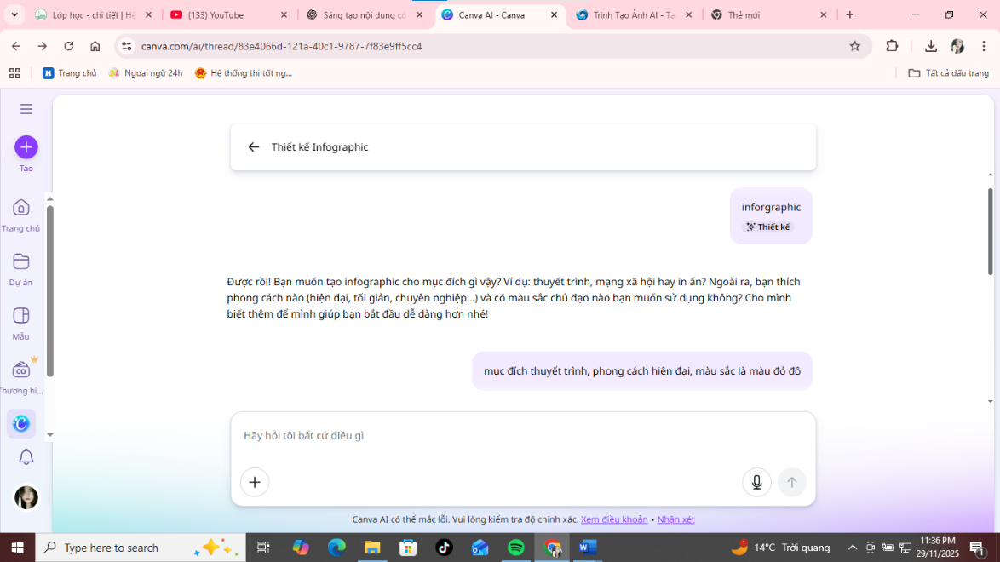 Lớp học - chi tiết | Hệ
(133) YouTube
Sáng tạo nội dung có
Canva AI - Canva
Trình Tạo Ảnh AI - Tạ
Thẻ mới
canva.com/ai/thread/83e4066d-121a-40c1-9787-7f83e9ff5cc4
Trang chủ
Ngoại ngữ 24h
Hệ thống thi tốt ng...
Tất cả dấu trang
Thiết kế Infographic
Tạo
inforgraphic
Thiết kế
Trang chủ
Được rồi! Bạn muốn tạo infographic cho mục đích gì vậy? Ví dụ: thuyết trình, mạng xã hội hay in ấn? Ngoài ra, bạn thích
phong cách nào (hiện đại, tối giản, chuyên nghiệp...) và có màu sắc chủ đạo nào bạn muốn sử dụng không? Cho mình
biết thêm để mình giúp bạn bắt đầu dễ dàng hơn nhé!
Dự án
Mẫu
mục đích thuyết trình, phong cách hiện đại, màu sắc là màu đỏ đô
Thương hi...
Hãy hỏi tôi bất cứ điều gì
Canva AI có thể mắc lỗi. Vui lòng kiểm tra độ chính xác. Xem điều khoản • Nhận xét
Type here to search
1
14°C Trời quang
11:36 PM
29/11/2025
1